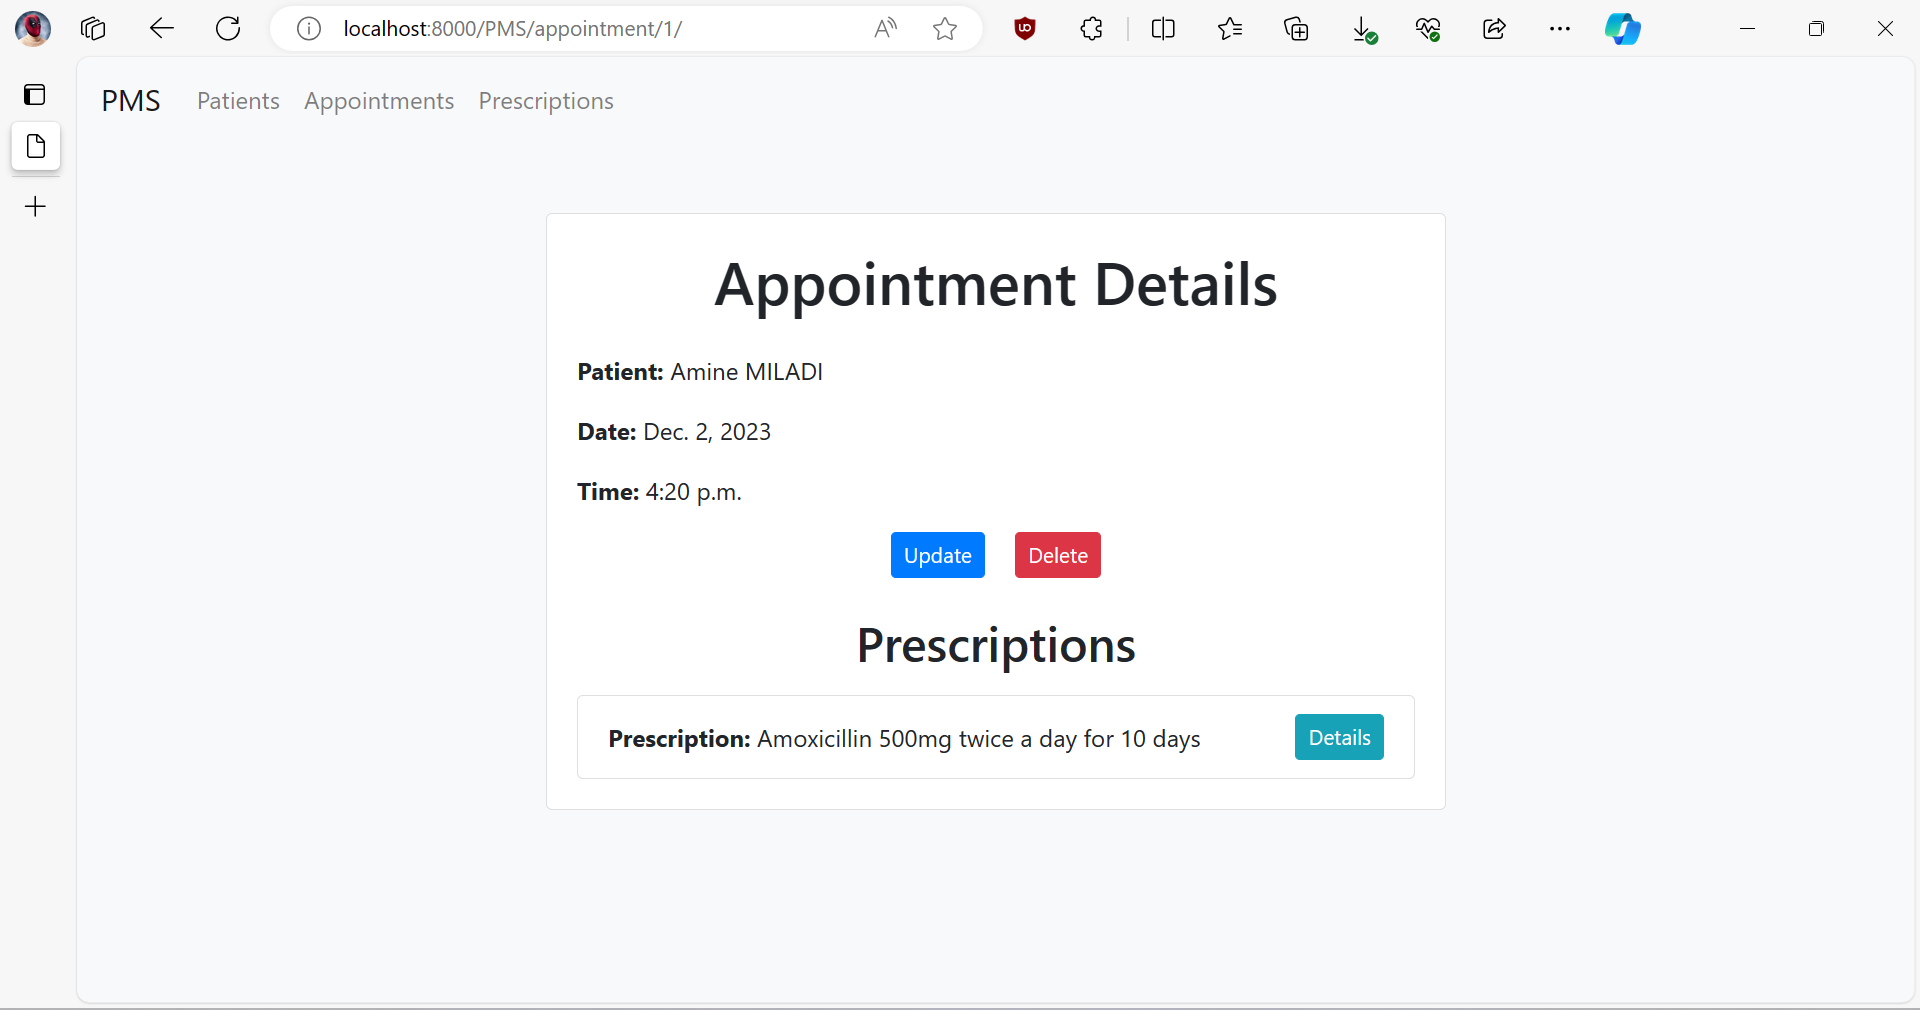 localhost:8000/PMS/appointment/1/
PMS Patients Appointments Prescriptions
Appointment Details
Patient: Amine MILADI
Date: Dec. 2, 2023
Time: 4:20 p.m.
Update Delete
Prescriptions
Prescription: Amoxicillin 500mg twice a day for 10 days Details